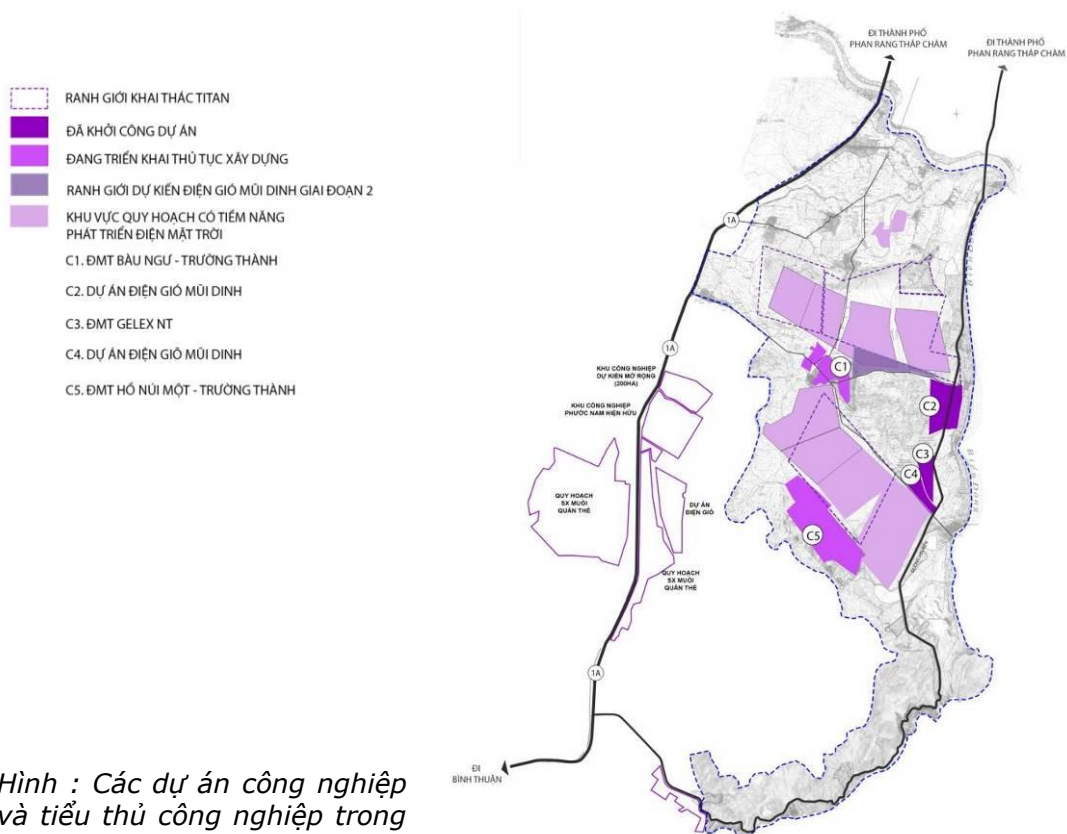 ĐI THÀNH PHỐ
PHAN RANG THÁP CHÀM
ĐI THÀNH PHỐ
PHAN RANG THÁP CHÀM
RANH GIỚI KHAI THÁC TITAN
ĐÃ KHỞI CÔNG DỰ ÁN
ĐANG TRIỂN KHAI THỦ TỤC XÂY DỰNG
RANH GIỚI DỰ KIẾN ĐIỆN GIÓ MŨI DINH GIAI ĐOẠN 2
KHU VỰC QUY HOẠCH CÓ TIỀM NĂNG
PHÁT TRIỂN ĐIỆN MẶT TRỜI
C1. ĐMT BÀU NGƯ - TRƯỜNG THÀNH
C2. DỰ ÁN ĐIỆN GIÓ MŨI DINH
C3. ĐMT GELEX NT
C4. DỰ ÁN ĐIỆN GIÓ MŨI DINH
C5. ĐMT HỒ NÚI MỘT - TRƯỜNG THÀNH
1A
1A
KHU CÔNG NGHIỆP
DỰ KIẾN MỞ RỘNG
(200HA)
KHU CÔNG NGHIỆP
PHƯỚC NAM HIỆN HỮU
C1
C2
C3
C4
QUY HOẠCH
SX MUỐI
QUÁN THẺ
DỰ ÁN
ĐIỆN GIÓ
C5
QUY HOẠCH
SX MUỐI
QUÁN THẺ
1A
ĐI
BÌNH THUẬN
Hình : Các dự án công nghiệp
và tiểu thủ công nghiệp trong